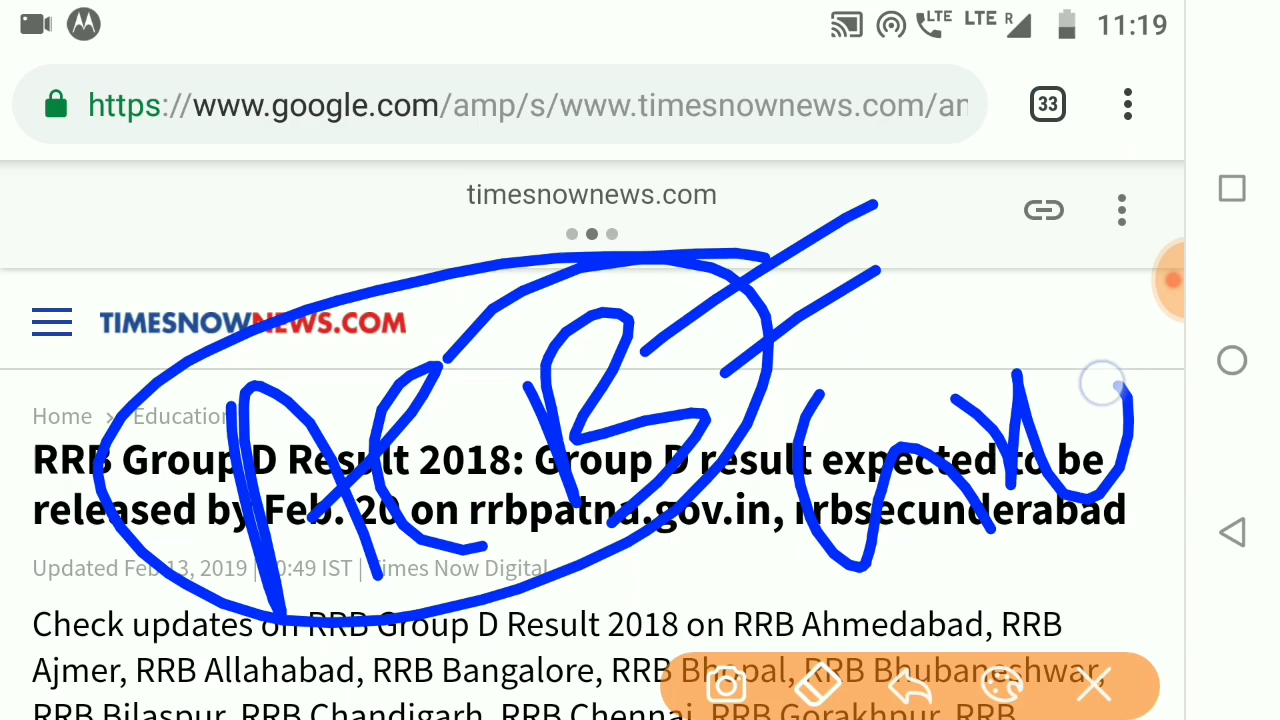 LTE LTE R 11:19
https://www.google.com/amp/s/www.timesnownews.com/an
33
timesnownews.com
TIMESNOWNEWS.COM
Home > Education
RRB Group D Result 2018: Group D result expected to be
released by Feb. 20 on rrbpatna.gov.in, rrbsecunderabad
Updated Feb 13, 2019 | :49 IST | Times Now Digital
Check updates on RRB Group D Result 2018 on RRB Ahmedabad, RRB
Ajmer, RRB Allahabad, RRB Bangalore, RRB Bhopal, RRB Bhubaneshwar,
RRB Bilaspur, RRB Chandigarh, RRB Chennai, RRB Gorakhpur, RRB